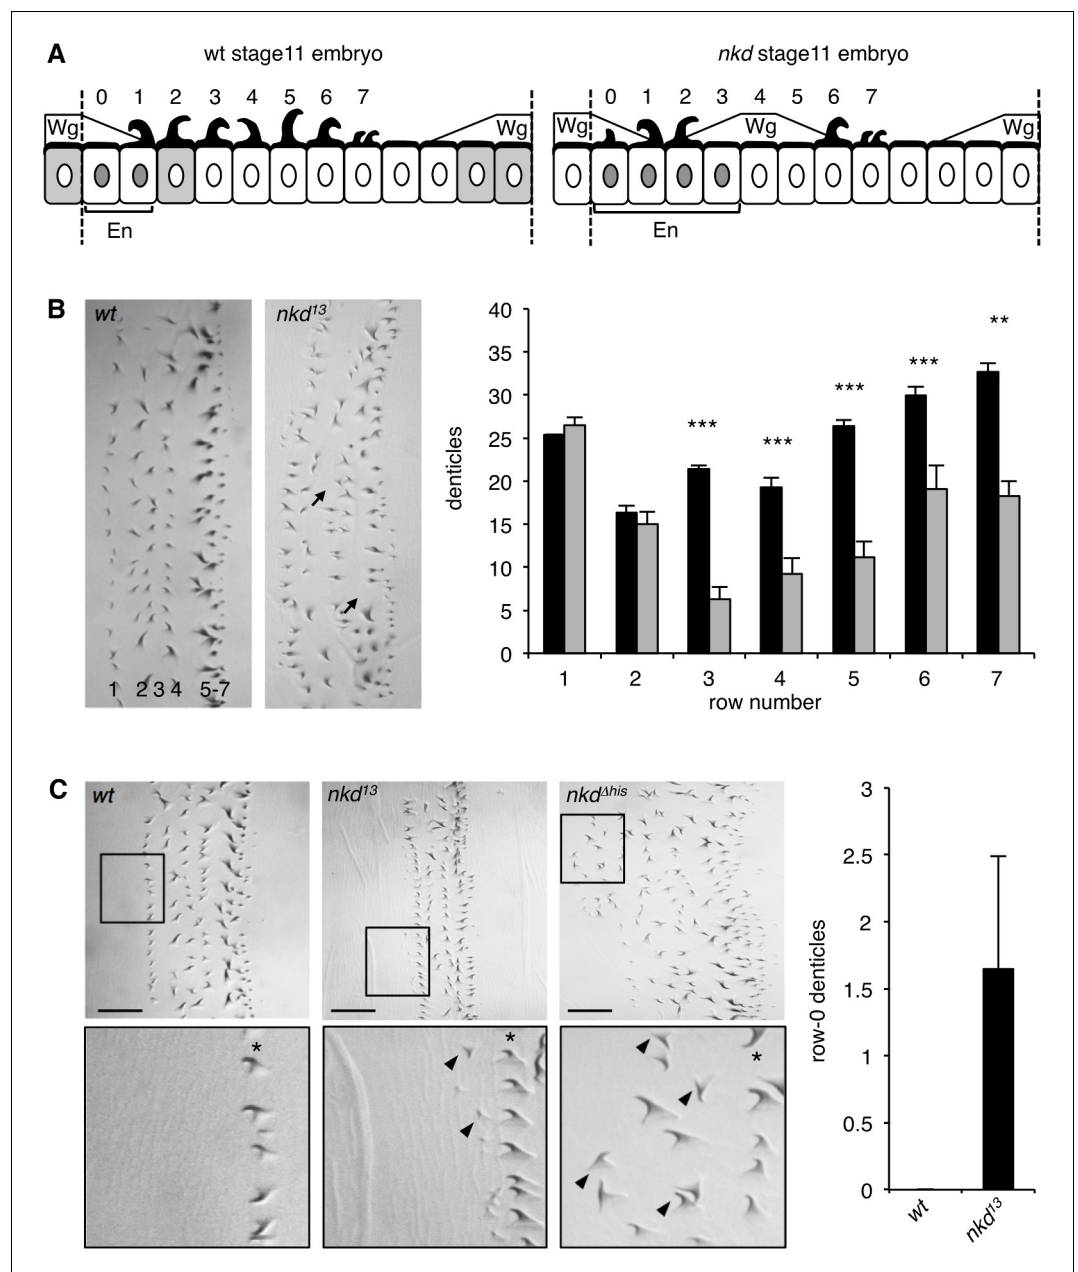 A
wt stage11 embryo
nkd stage11 embryo
0 1 2 3 4 5 6 7
0 1 2 3 4 5 6 7
Wg
Wg
Wg
Wg
Wg
En
En
B
wt
nkd13
1 2 3 4 5-7
40
35
30
25
20
15
10
5
0
denticles
***
***
***
***
**
1 2 3 4 5 6 7
row number
C
wt
nkd13
nkdΔhis
*
*
*
3
2.5
2
1.5
1
0.5
0
row-0 denticles
wt
nkd13